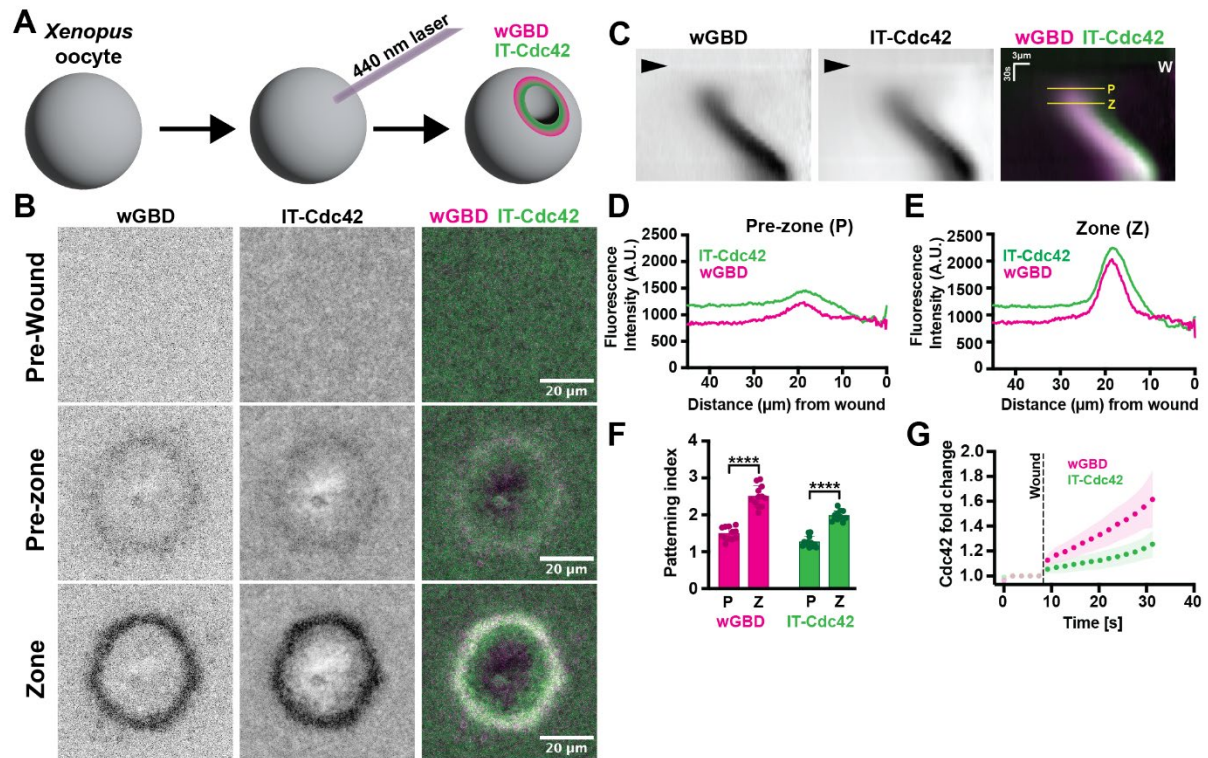 A
Xenopus
oocyte
440 nm laser
wGBD
IT-Cdc42
B
wGBD
IT-Cdc42
wGBD IT-Cdc42
Pre-Wound
20 µm
Pre-zone
20 µm
Zone
20 µm
C
wGBD
IT-Cdc42
wGBD IT-Cdc42
3µm
30s
W
P
Z
D
Pre-zone (P)
IT-Cdc42
wGBD
Fluorescence
Intensity (A.U.)
2500
2000
1500
1000
500
0
40
30
20
10
0
Distance (µm) from wound
E
Zone (Z)
IT-Cdc42
wGBD
Fluorescence
Intensity (A.U.)
2500
2000
1500
1000
500
0
40
30
20
10
0
Distance (µm) from wound
F
Patterning index
4
3
2
1
0
****
****
P
Z
P
Z
wGBD
IT-Cdc42
G
Cdc42 fold change
2.0
1.8
1.6
1.4
1.2
1.0
Wound
wGBD
IT-Cdc42
0
10
20
30
40
Time [s]